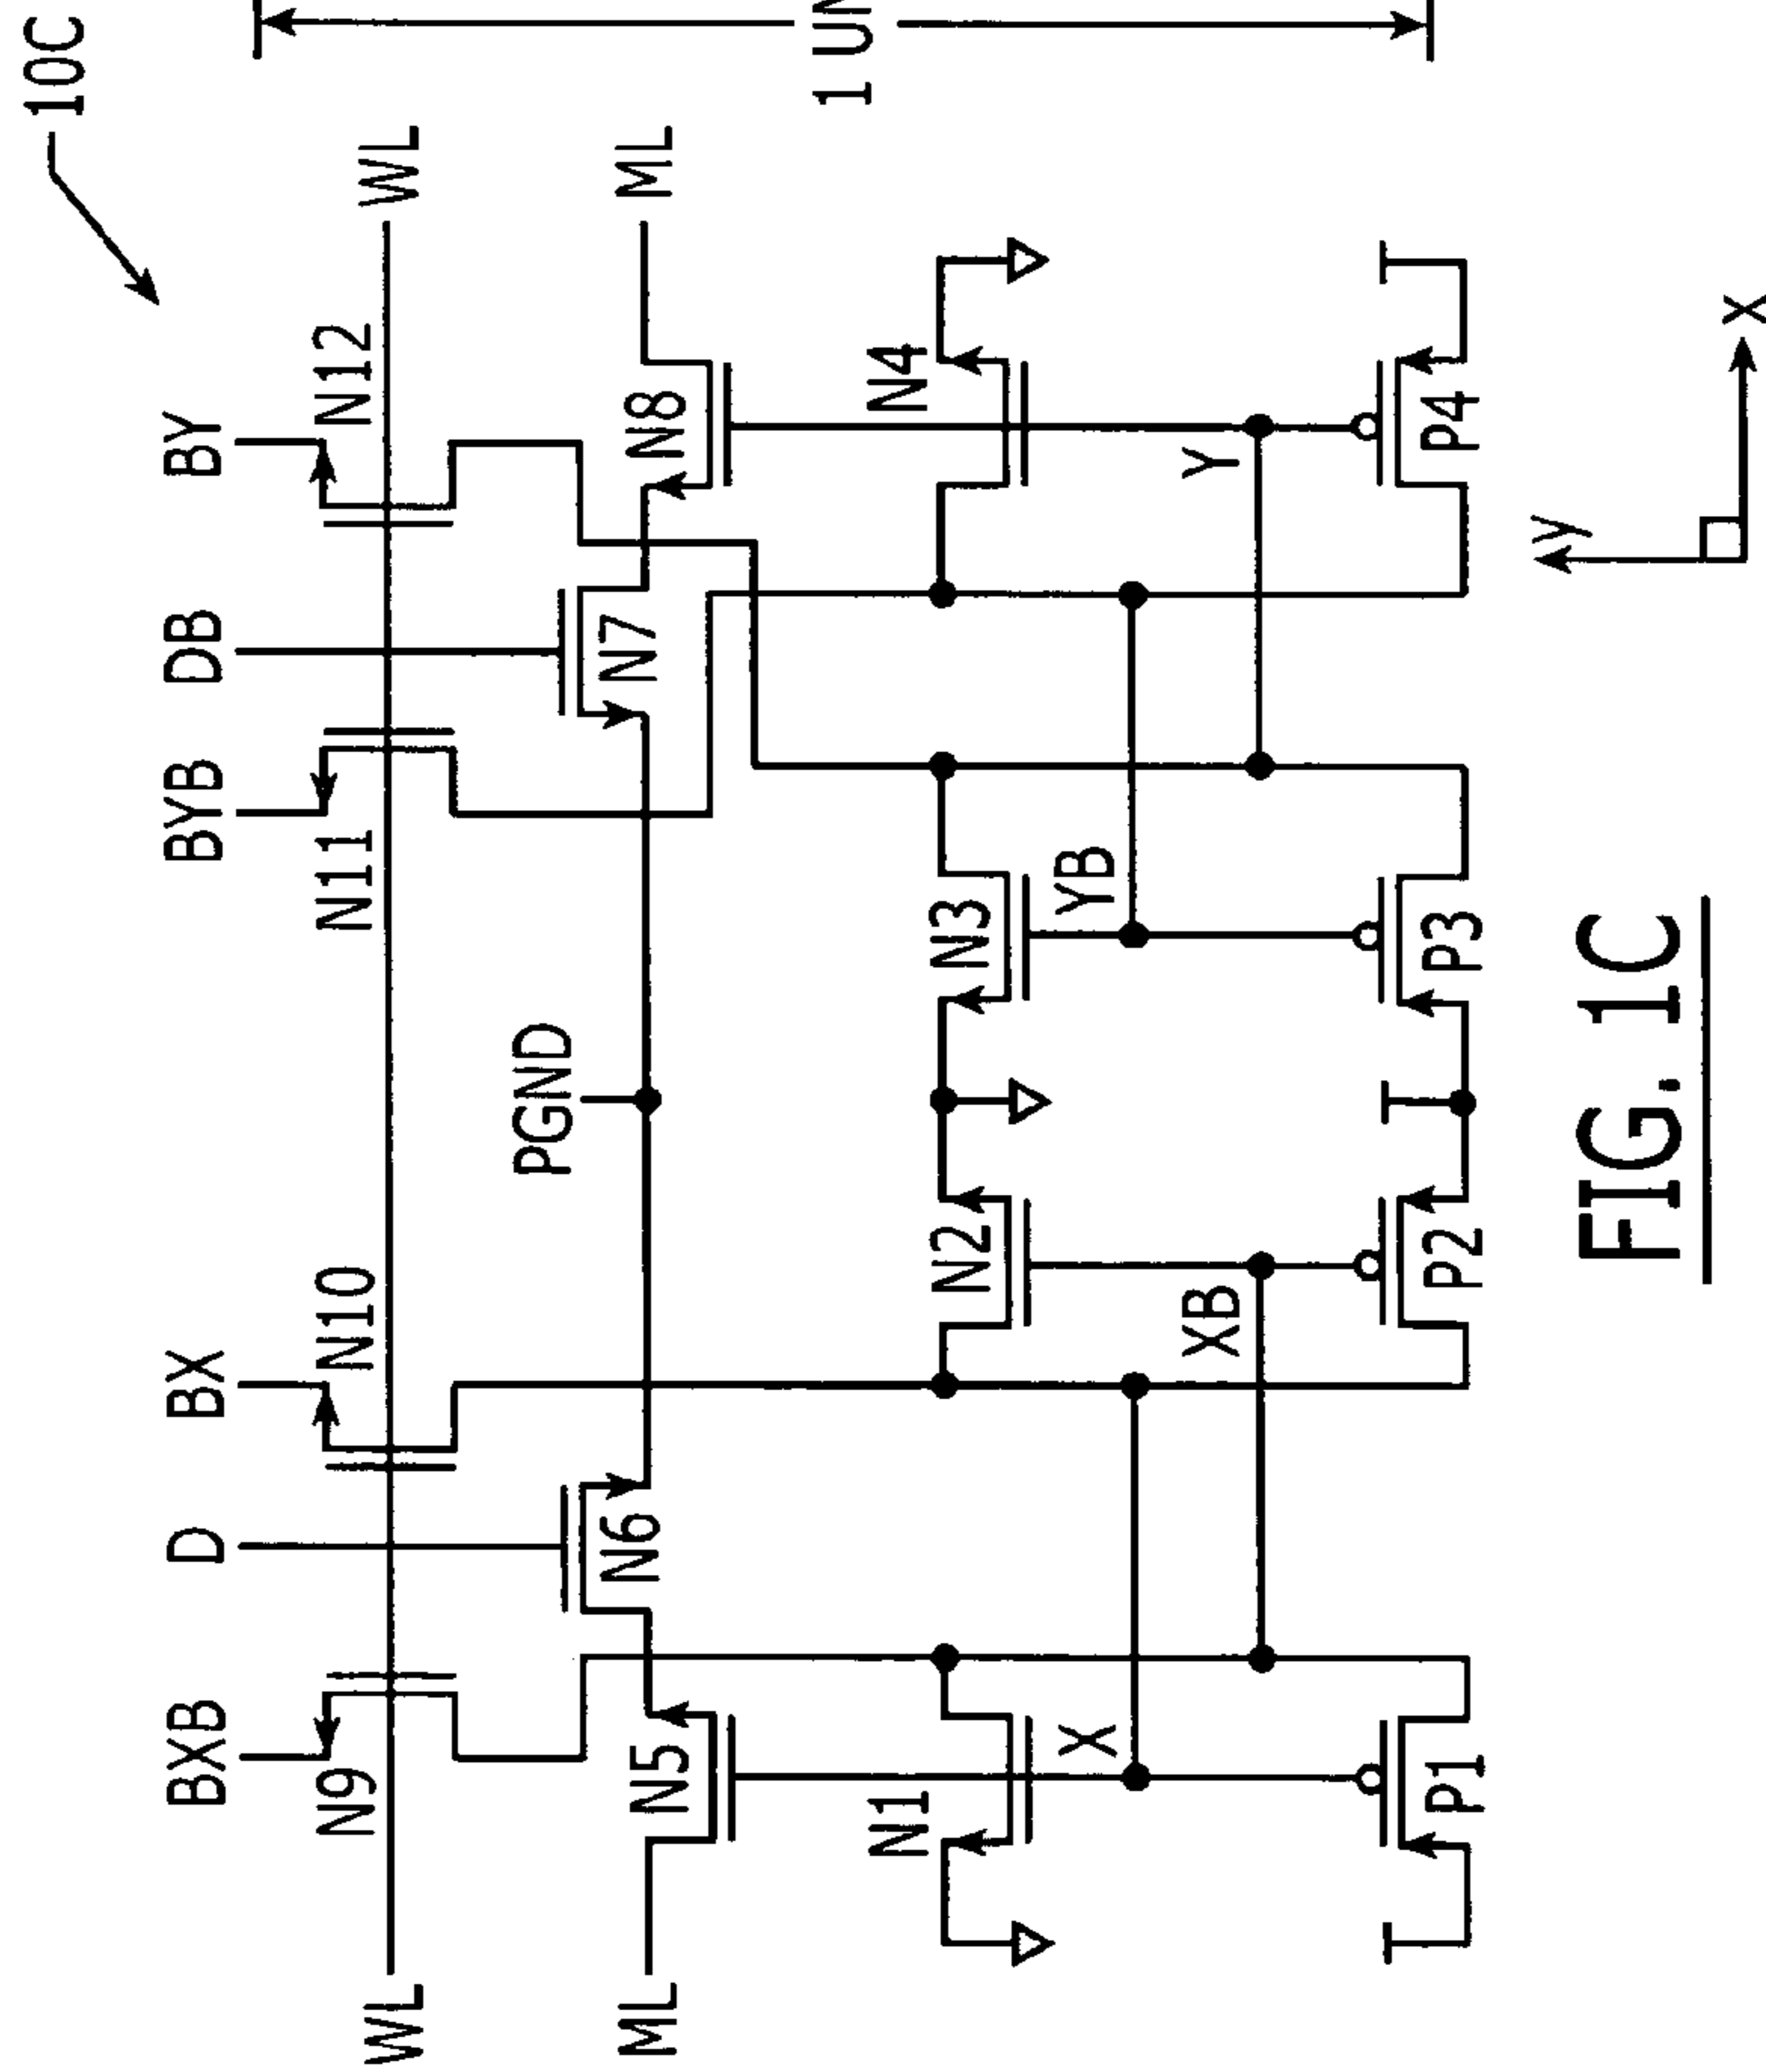 10C
BXB D BX BYB DB BY
N9 N10 N11 N12
WL WL
PGND
N6 N7
ML N5 N8 ML
1 UN
N1 N4
N2 N3
X YB
XB Y
P1 P2 P3 P4
y
x
FIG. 1C